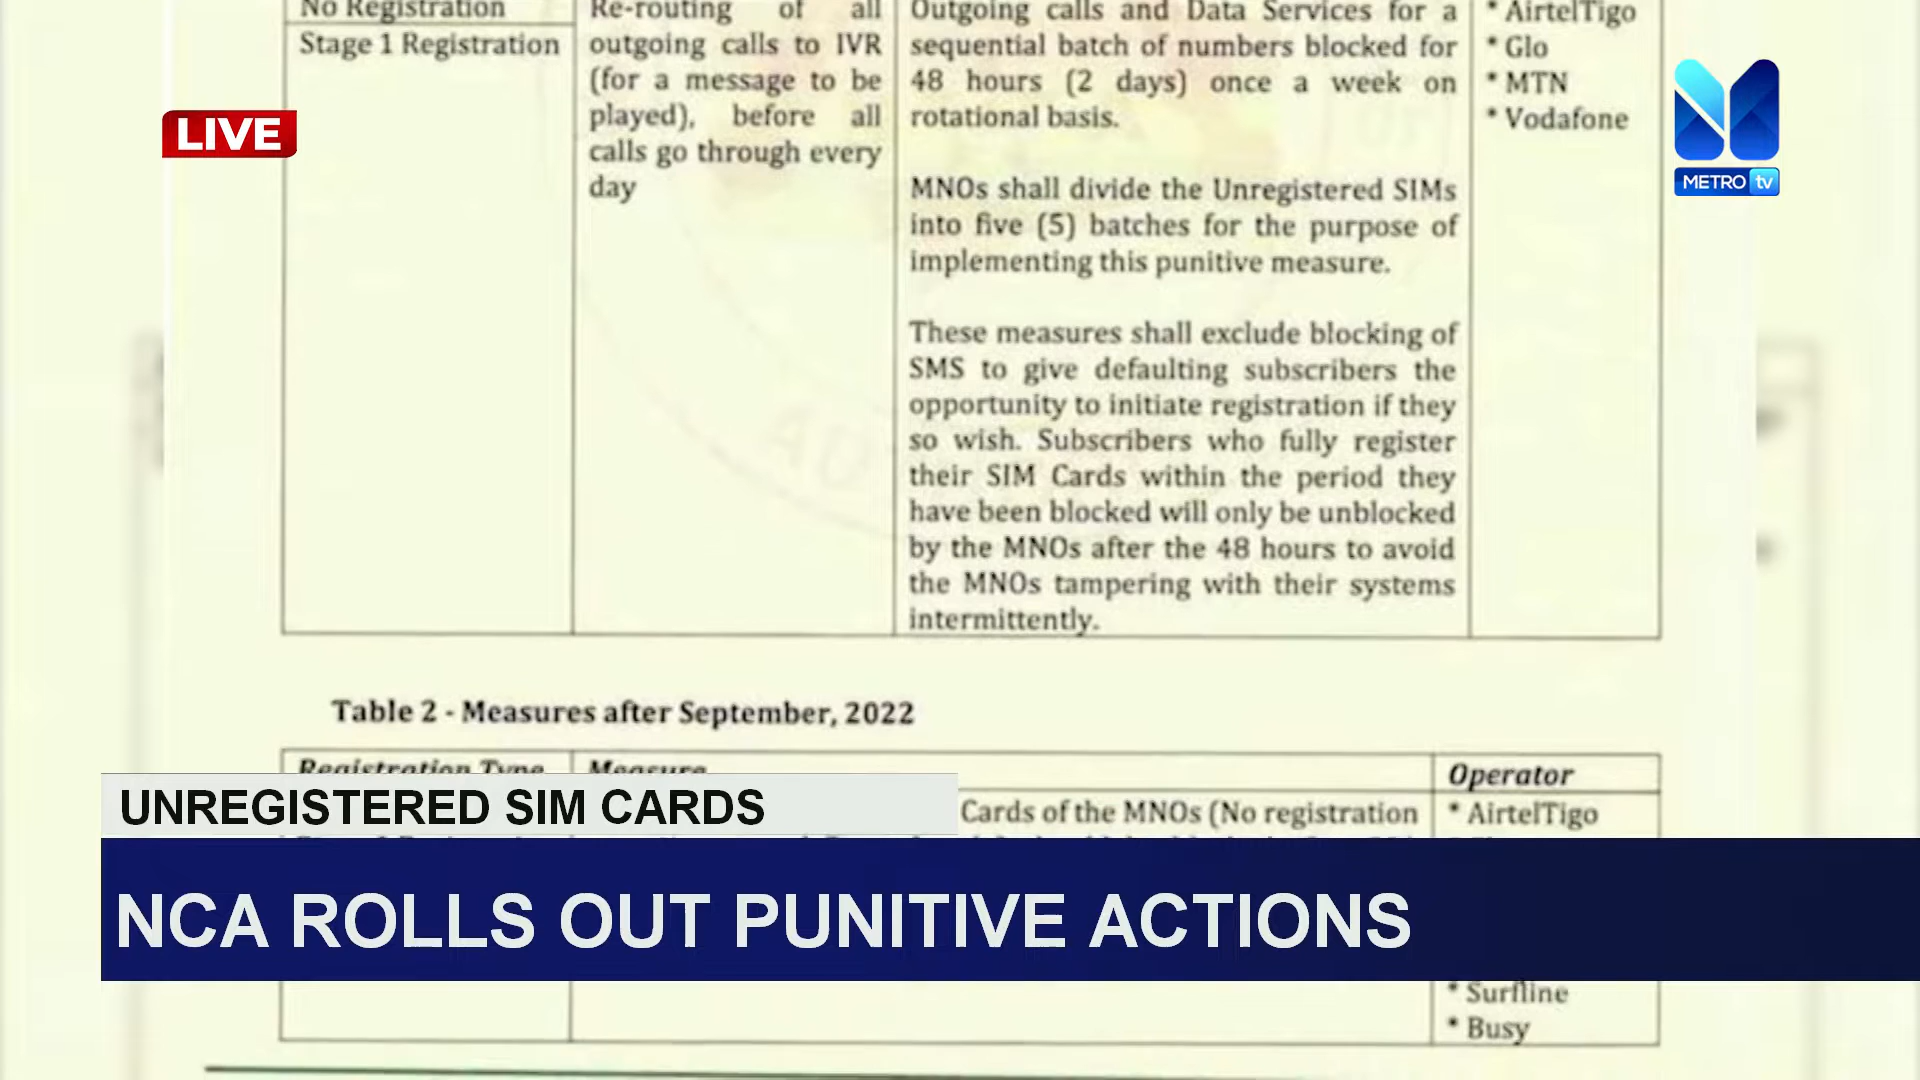 No Registration
Stage 1 Registration
Re-routing of all
outgoing calls to IVR
(for a message to be
played), before all
calls go through every
day
Outgoing calls and Data Services for a
sequential batch of numbers blocked for
48 hours (2 days) once a week on
rotational basis.
MNOs shall divide the Unregistered SIMs
into five (5) batches for the purpose of
implementing this punitive measure.
These measures shall exclude blocking of
SMS to give defaulting subscribers the
opportunity to initiate registration if they
so wish. Subscribers who fully register
their SIM Cards within the period they
have been blocked will only be unblocked
by the MNOs after the 48 hours to avoid
the MNOs tampering with their systems
intermittently.
* AirtelTigo
* Glo
* MTN
* Vodafone
LIVE
METRO tv
Table 2 - Measures after September, 2022
Registration Type
Measure
Operator
Cards of the MNOs (No registration
* AirtelTigo
UNREGISTERED SIM CARDS
NCA ROLLS OUT PUNITIVE ACTIONS
* Surfline
* Busy